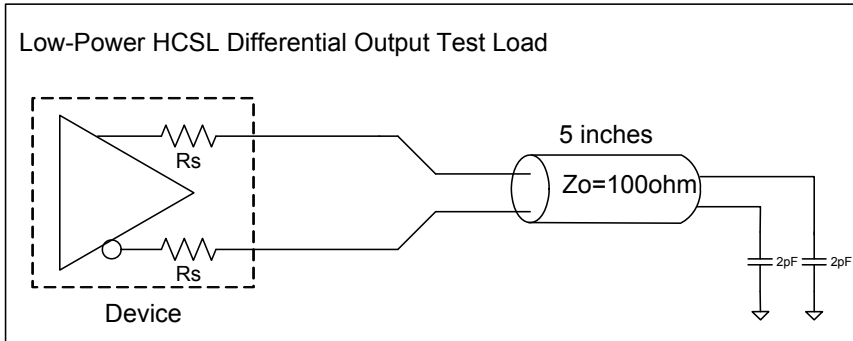 Low-Power HCSL Differential Output Test Load
5 inches
Rs
Zo=100ohm
Rs
2pF
2pF
Device